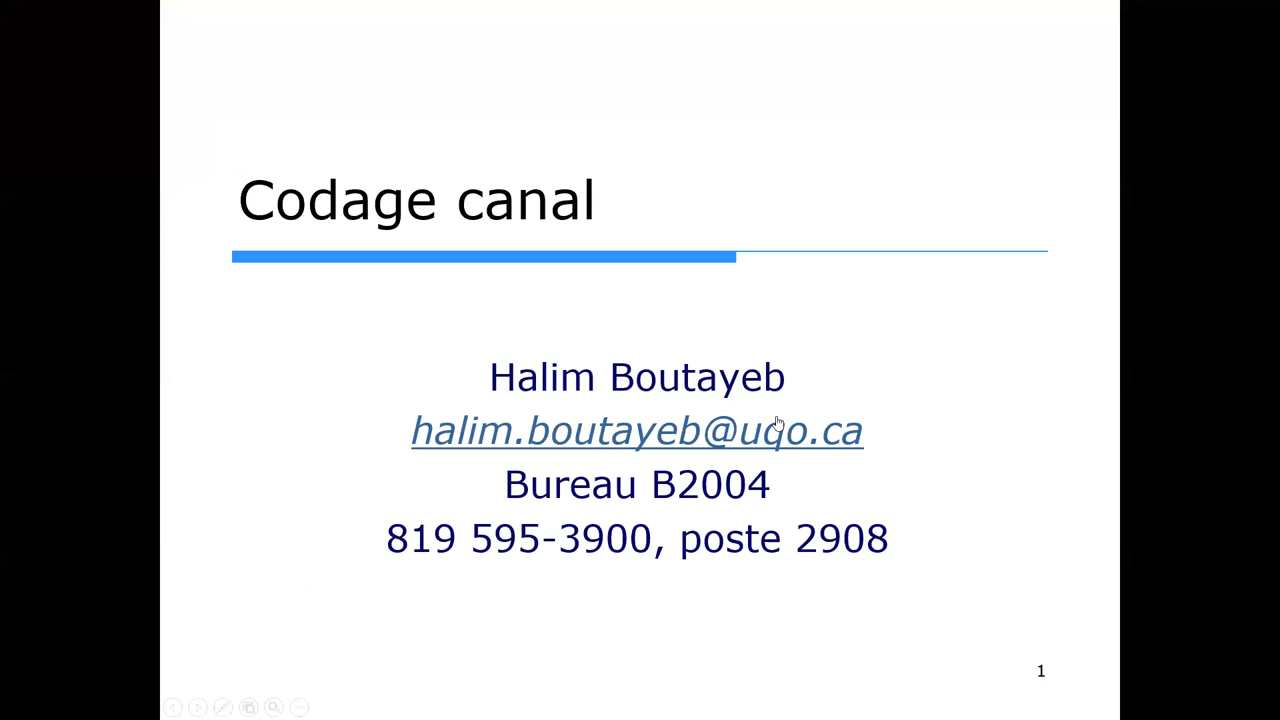 Codage canal
Halim Boutayeb
halim.boutayeb@uqo.ca
Bureau B2004
819 595-3900, poste 2908
1